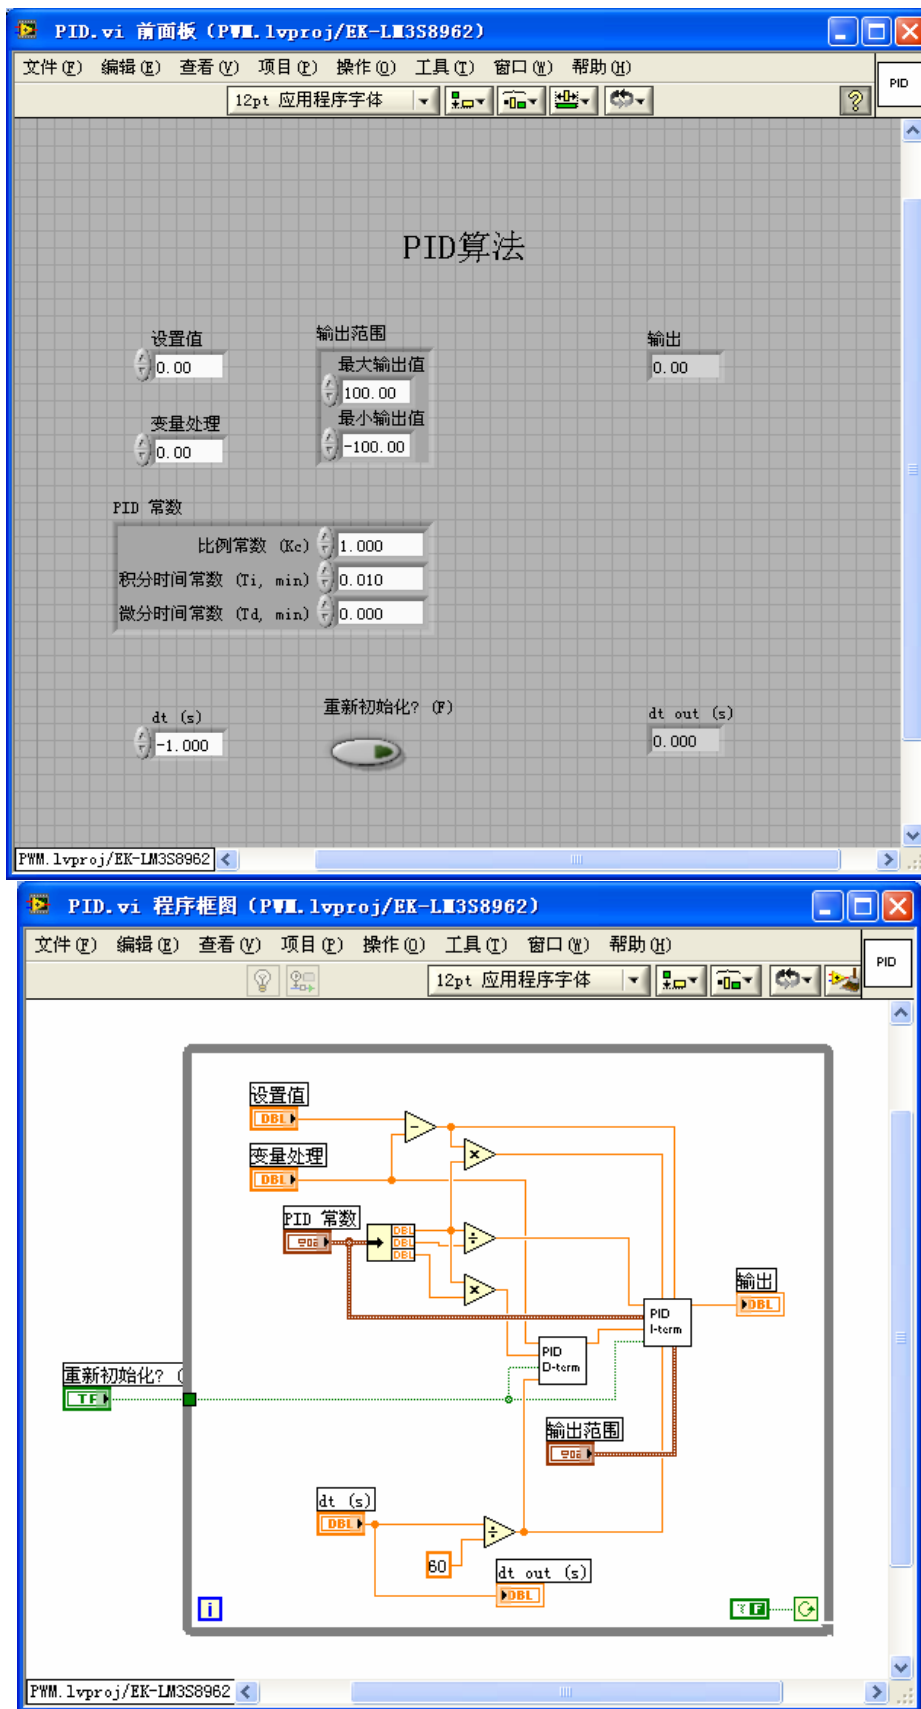 PID.vi 前面板 (PWM.lvproj/EK-LM3S8962)
文件(F) 编辑(E) 查看(V) 项目(P) 操作(O) 工具(T) 窗口(W) 帮助(H)
PID
12pt 应用程序字体
?
PID算法
设置值
0.00
输出范围
最大输出值
100.00
最小输出值
-100.00
输出
0.00
变量处理
0.00
PID 常数
比例常数 (Kc) 1.000
积分时间常数 (Ti, min) 0.010
微分时间常数 (Td, min) 0.000
dt (s)
-1.000
重新初始化? (F)
dt out (s)
0.000
PWM.lvproj/EK-LM3S8962
PID.vi 程序框图 (PWM.lvproj/EK-LM3S8962)
文件(F) 编辑(E) 查看(V) 项目(P) 操作(O) 工具(T) 窗口(W) 帮助(H)
PID
12pt 应用程序字体
设置值
DBL
变量处理
DBL
PID 常数
DBL
DBL
DBL
输出
DBL
PID
I-term
PID
D-term
重新初始化? (
TF
输出范围
dt (s)
DBL
60
dt out (s)
DBL
i
F
PWM.lvproj/EK-LM3S8962